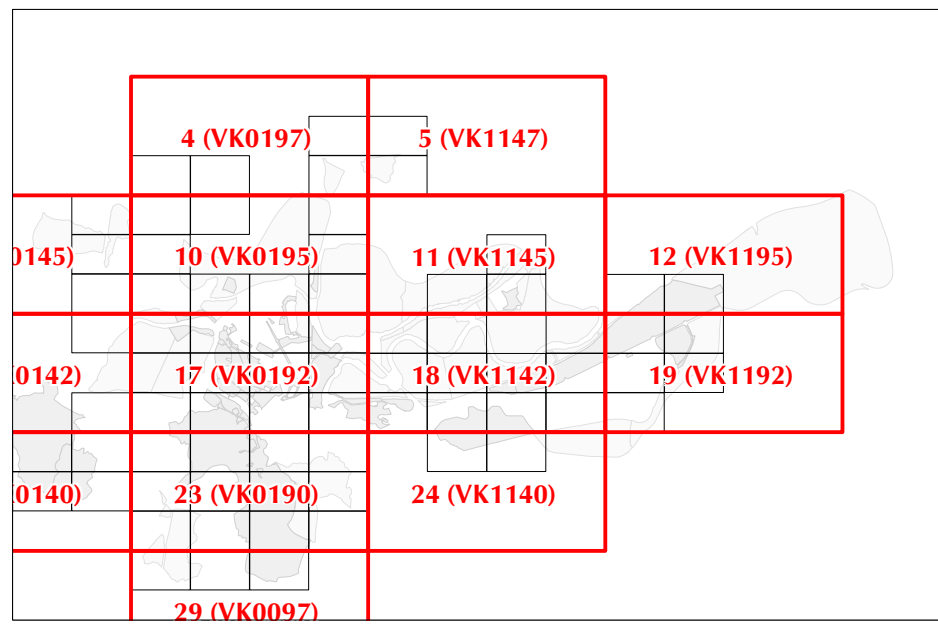 4 (VK0197)
5 (VK1147)
0145)
10 (VK0195)
11 (VK1145)
12 (VK1195)
0142)
17 (VK0192)
18 (VK1142)
19 (VK1192)
0140)
23 (VK0190)
24 (VK1140)
29 (VK0097)